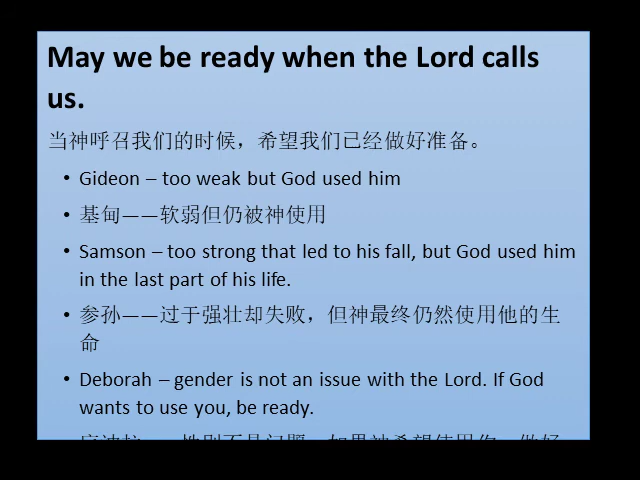 May we be ready when the Lord calls
us.
当神呼召我们的时候，希望我们已经做好准备。
• Gideon – too weak but God used him
• 基甸——软弱但仍被神使用
• Samson – too strong that led to his fall, but God used him
in the last part of his life.
• 参孙——过于强壮却失败，但神最终仍然使用他的生
命
• Deborah – gender is not an issue with the Lord. If God
wants to use you, be ready.